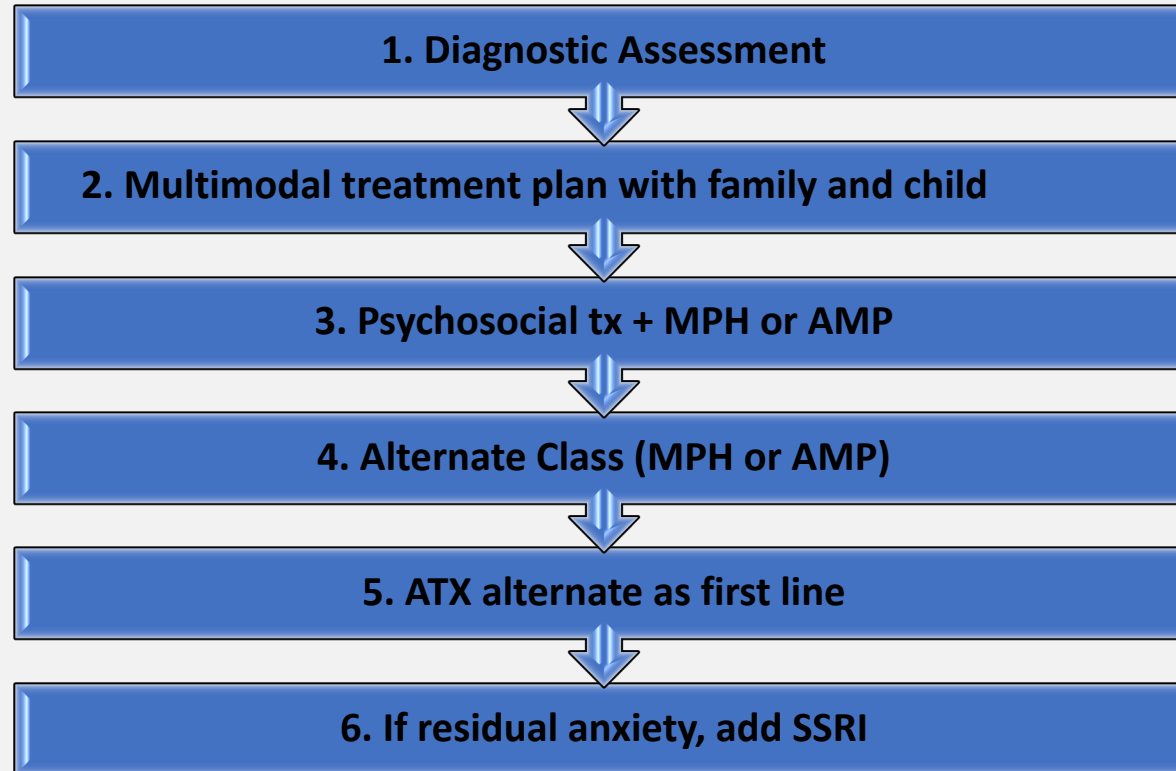 1. Diagnostic Assessment
2. Multimodal treatment plan with family and child
3. Psychosocial tx + MPH or AMP
4. Alternate Class (MPH or AMP)
5. ATX alternate as first line
6. If residual anxiety, add SSRI